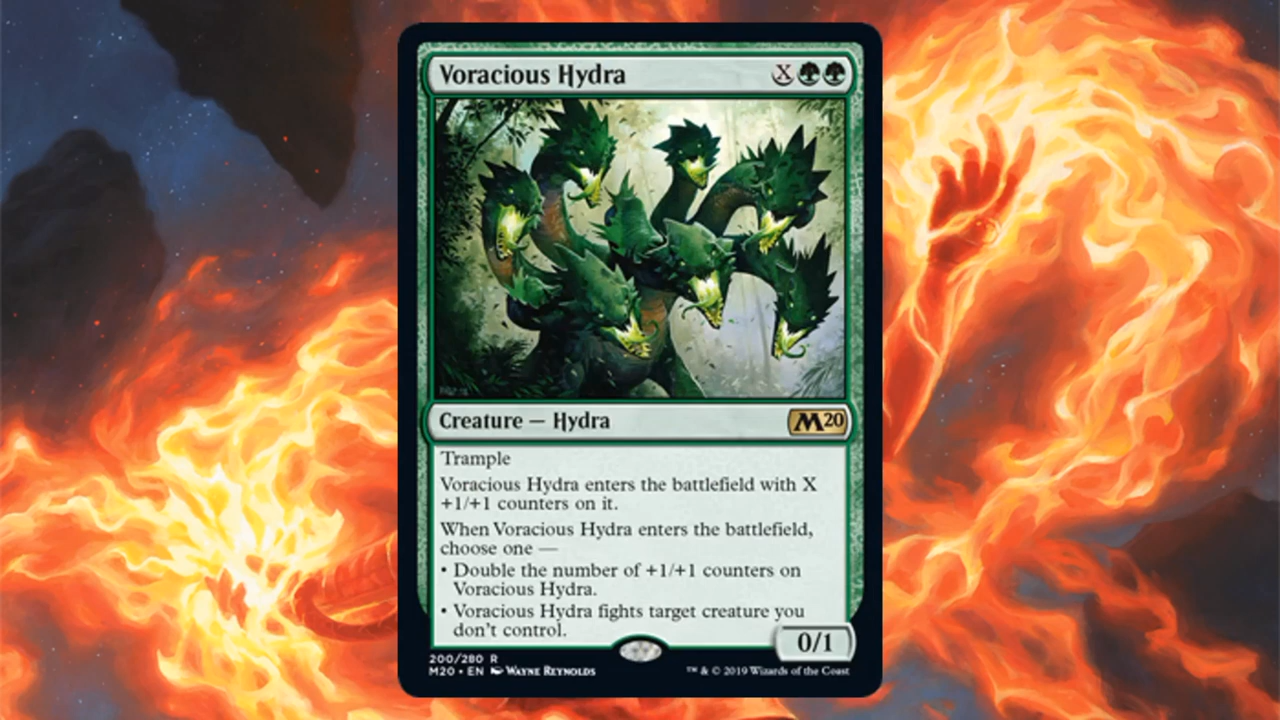 Voracious Hydra X
Creature — Hydra M20
Trample
Voracious Hydra enters the battlefield with X
+1/+1 counters on it.
When Voracious Hydra enters the battlefield,
choose one —
• Double the number of +1/+1 counters on
Voracious Hydra.
• Voracious Hydra fights target creature you
don't control.
0/1
200/280 R
M20 • EN Wayne Reynolds
™ & © 2019 Wizards of the Coast